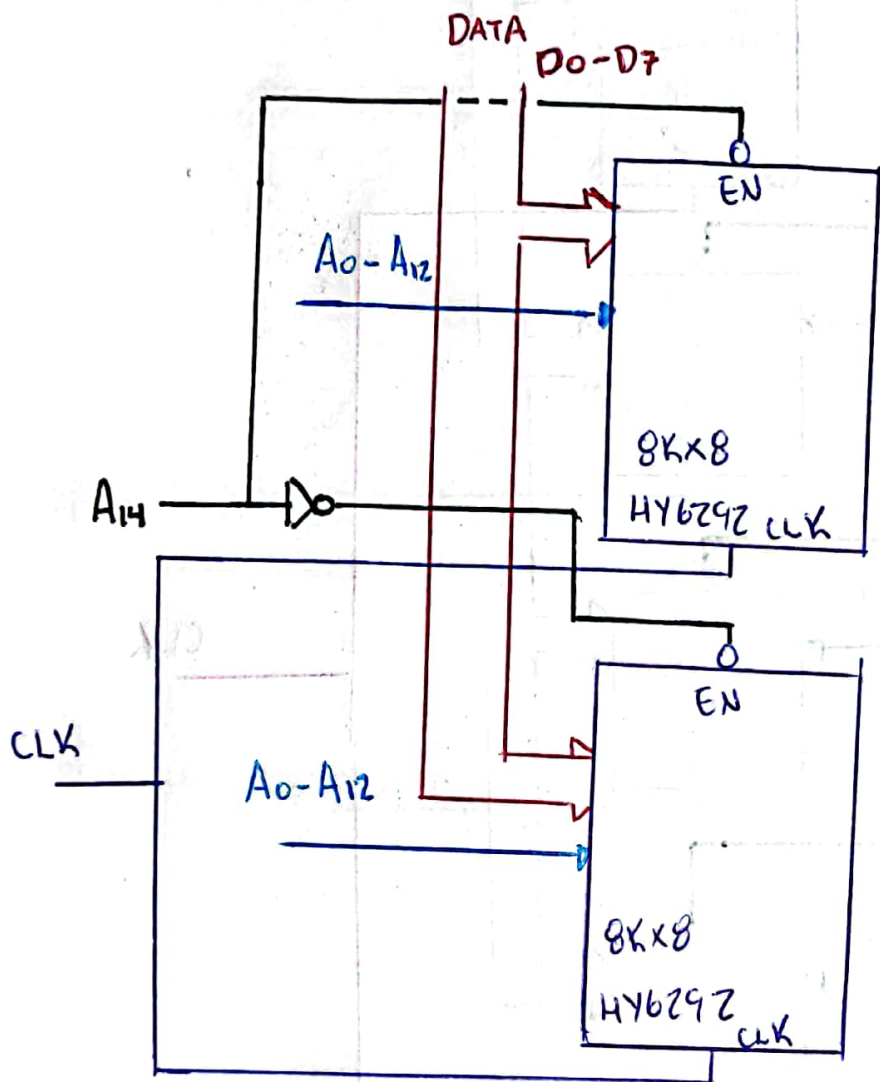 DATA
D0-D7
EN
A0-A12
8K×8
HY6292 CLK
A14
EN
CLK
A0-A12
8K×8
HY6292
CLK